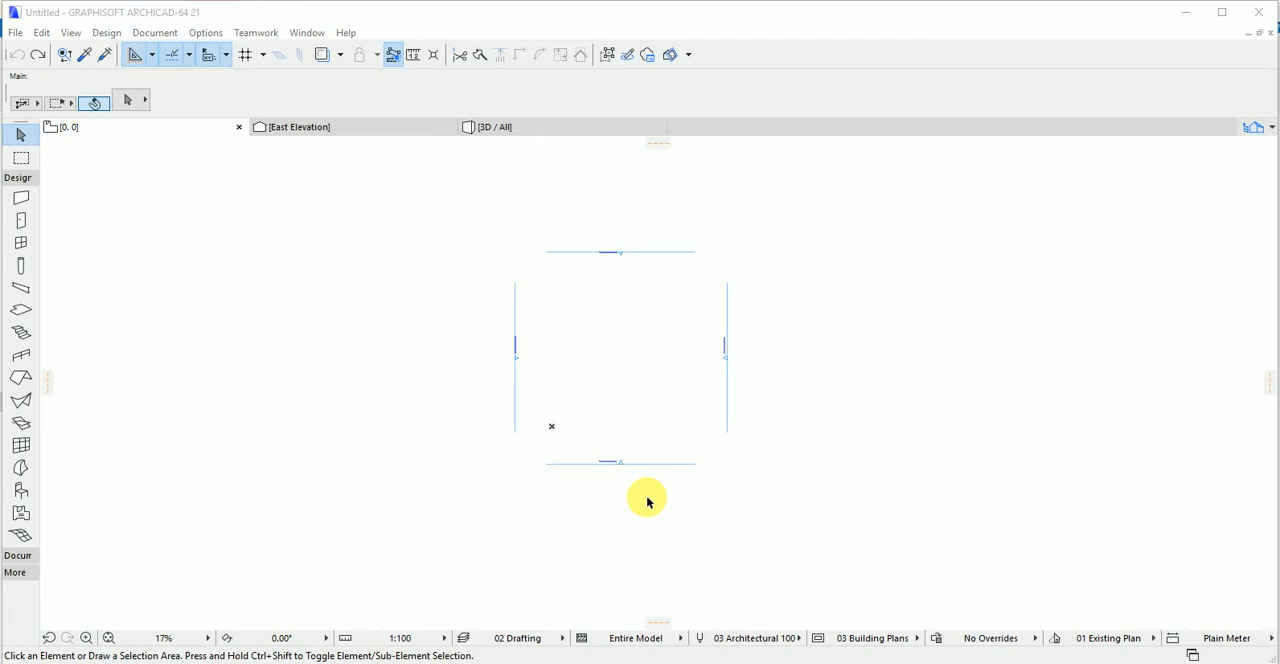 Untitled - GRAPHISOFT ARCHICAD-64 21
File Edit View Design Document Options Teamwork Window Help
Main:
[0. 0] [East Elevation] [3D / All]
Design
Docum
More
17% 0.00° 1:100 02 Drafting Entire Model 03 Architectural 100 03 Building Plans No Overrides 01 Existing Plan Plain Meter
Click an Element or Draw a Selection Area. Press and Hold Ctrl+Shift to Toggle Element/Sub-Element Selection.